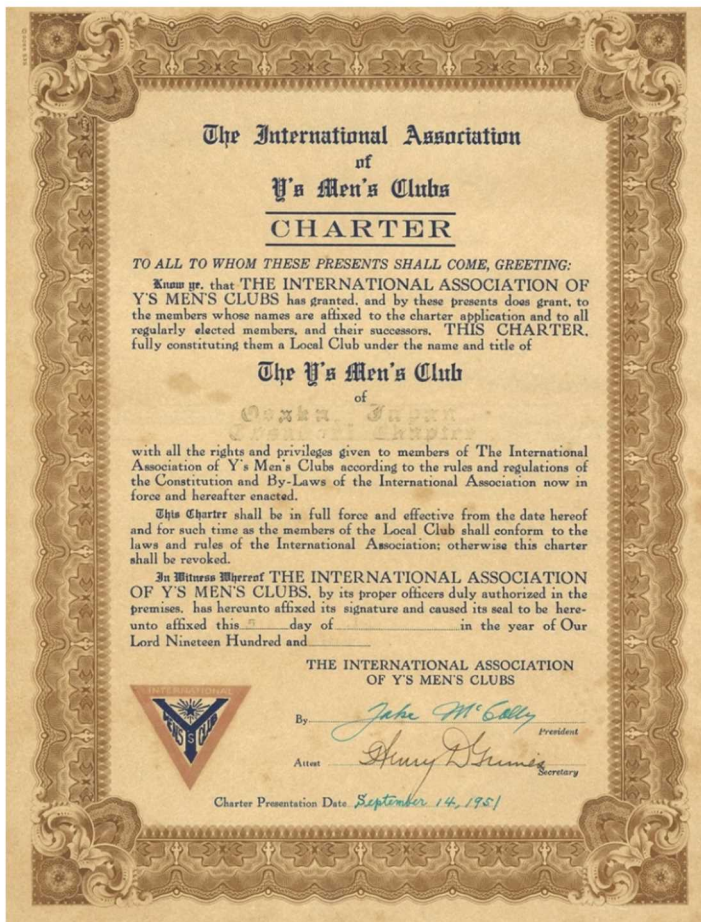 The International Association
of
Y's Men's Clubs
CHARTER
TO ALL TO WHOM THESE PRESENTS SHALL COME, GREETING:
Know ye, that THE INTERNATIONAL ASSOCIATION OF
Y'S MEN'S CLUBS has granted, and by these presents does grant, to
the members whose names are affixed to the charter application and to all
regularly elected members, and their successors, THIS CHARTER,
fully constituting them a Local Club under the name and title of
The Y's Men's Club
of
Osaka, Japan
Chapter
with all the rights and privileges given to members of The International
Association of Y's Men's Clubs according to the rules and regulations of
the Constitution and By-Laws of the International Association now in
force and hereafter enacted.
This Charter shall be in full force and effective from the date hereof
and for such time as the members of the Local Club shall conform to the
laws and rules of the International Association; otherwise this charter
shall be revoked.
In Witness Whereof THE INTERNATIONAL ASSOCIATION
OF Y'S MEN'S CLUBS, by its proper officers duly authorized in the
premises, has hereunto affixed its signature and caused its seal to be here-
unto affixed this day of in the year of Our
Lord Nineteen Hundred and
THE INTERNATIONAL ASSOCIATION
OF Y'S MEN'S CLUBS
INTERNATIONAL
Y
MENS CLUB
S
By Jake McColly
President
Attest Henry D Grimes
Secretary
Charter Presentation Date September 14, 1951